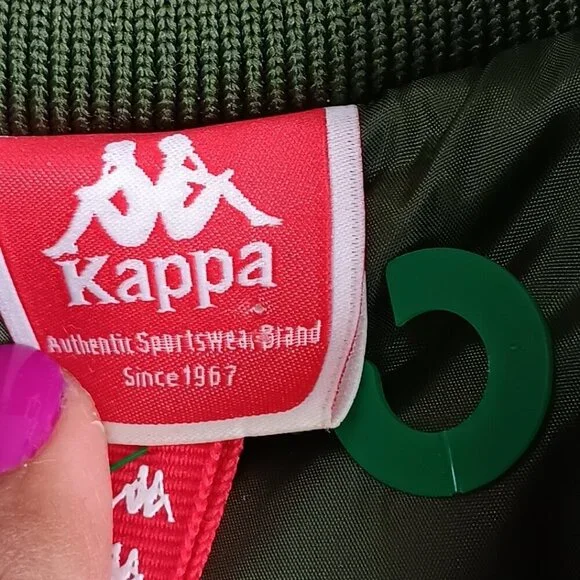 Kappa
Authentic Sportswear Brand
Since 1967